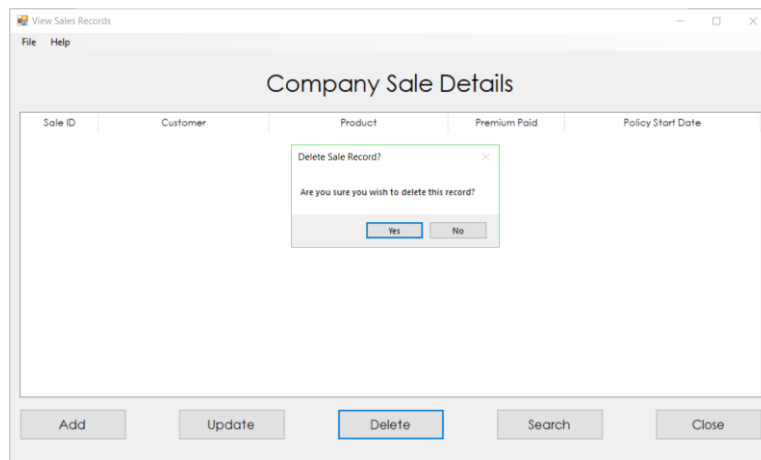 View Sales Records
File Help
Company Sale Details
Sale ID Customer Product Premium Paid Policy Start Date
Delete Sale Record?
Are you sure you wish to delete this record?
Yes No
Add Update Delete Search Close